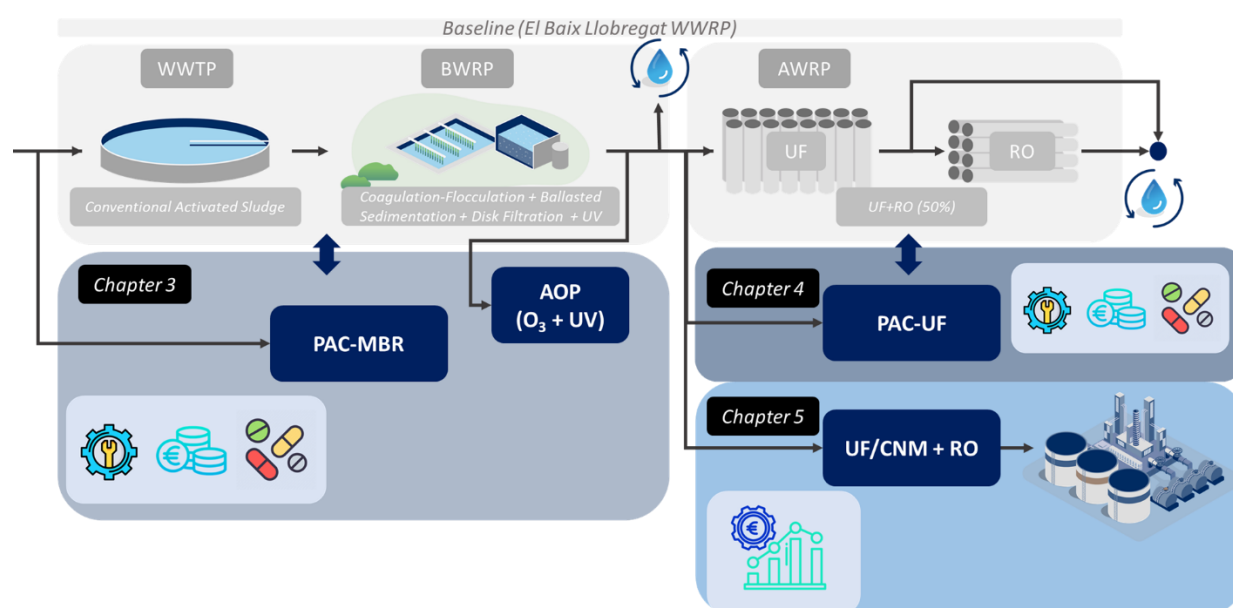 Baseline (El Baix Llobregat WWRP)
WWTP
BWRP
AWRP
UF
RO
Conventional Activated Sludge
Coagulation-Flocculation + Ballasted
Sedimentation + Disk Filtration + UV
UF+RO (50%)
Chapter 3
AOP
(O₃ + UV)
PAC-MBR
€
Chapter 4
PAC-UF
€
Chapter 5
UF/CNM + RO
€